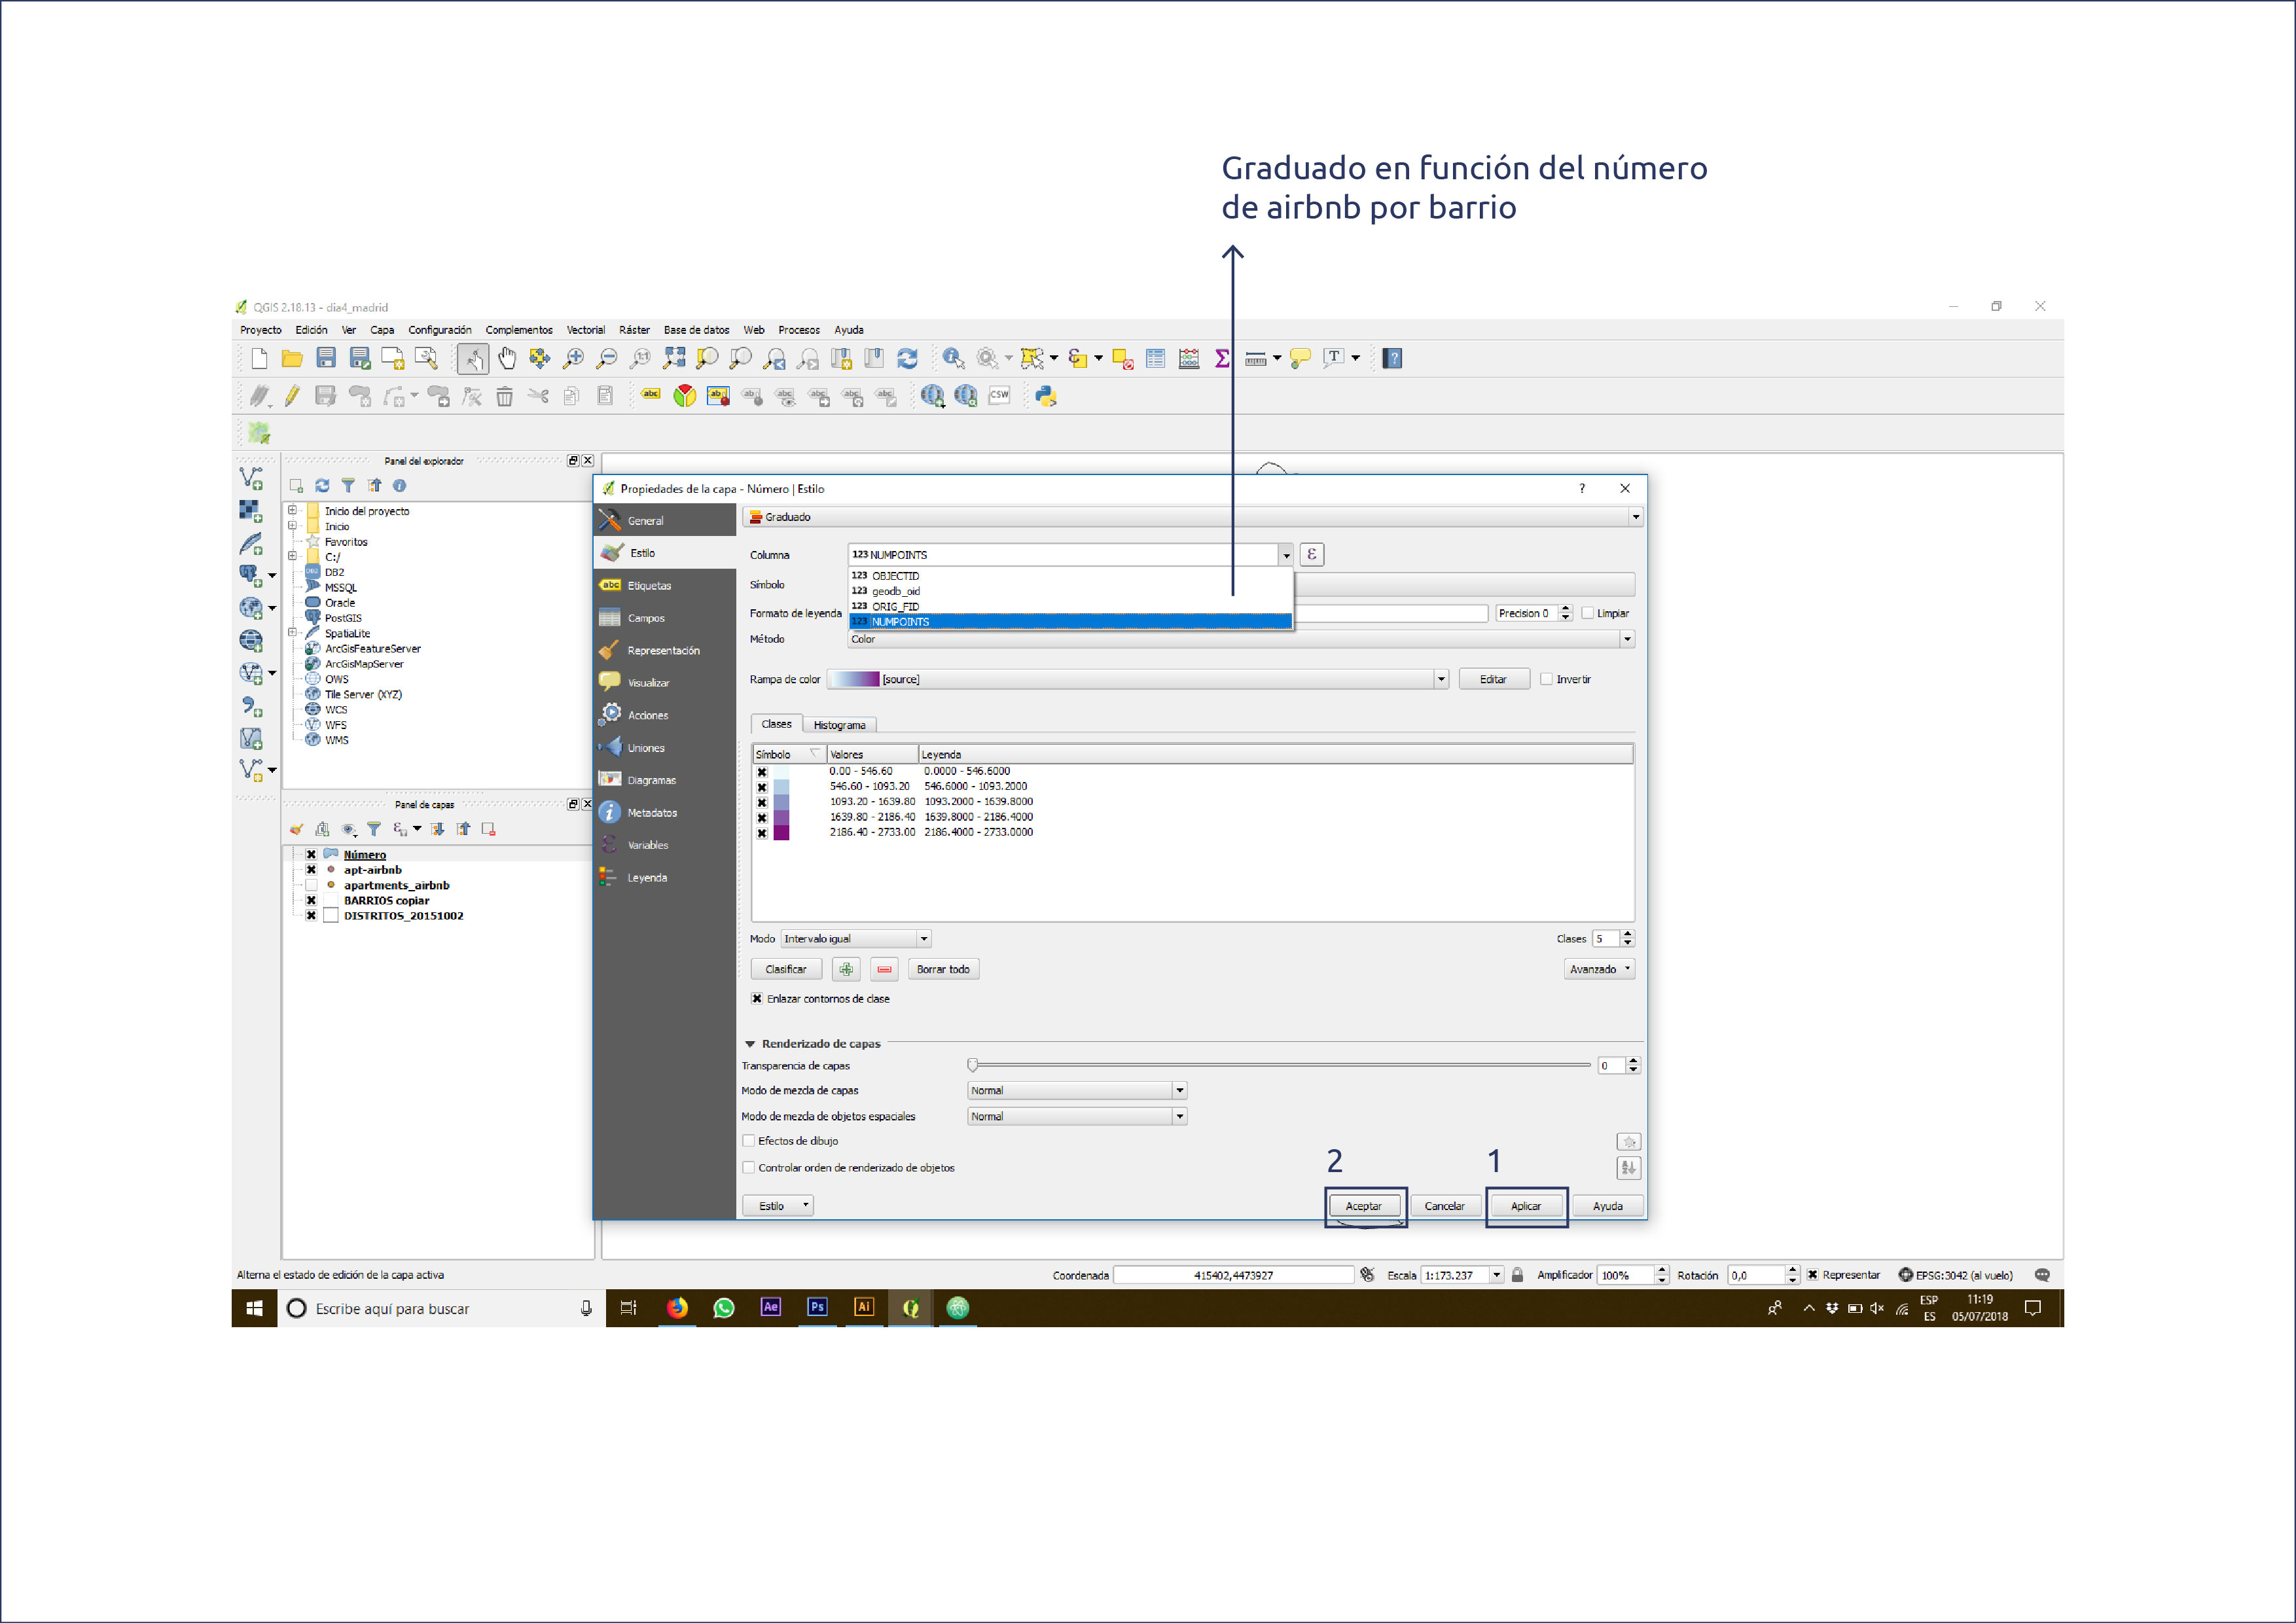 Graduado en función del número
de airbnb por barrio
QGIS 2.18.13 - dia4_madrid
Proyecto Edición Ver Capa Configuración Complementos Vectorial Ráster Base de datos Web Procesos Ayuda
Panel del explorador
Inicio del proyecto
Inicio
Favoritos
C:/
DB2
MSSQL
Oracle
PostGIS
SpatiaLite
ArcGisFeatureServer
ArcGisMapServer
OWS
Tile Server (XYZ)
WCS
WFS
WMS
Panel de capas
Número
apt-airbnb
apartments_airbnb
BARRIOS copiar
DISTRITOS_20151002
Propiedades de la capa - Número | Estilo
General
Estilo
Etiquetas
Campos
Representación
Visualizar
Acciones
Uniones
Diagramas
Metadatos
Variables
Leyenda
Graduado
Columna 123 NUMPOINTS
123 OBJECTID
123 geodb_oid
123 ORIG_FID
123 NUMPOINTS
Símbolo
Formato de leyenda Precision 0 Limpiar
Método Color
Rampa de color [source] Editar Invertir
Clases Histograma
Símbolo Valores Leyenda
0.00 - 546.60 0.0000 - 546.6000
546.60 - 1093.20 546.6000 - 1093.2000
1093.20 - 1639.80 1093.2000 - 1639.8000
1639.80 - 2186.40 1639.8000 - 2186.4000
2186.40 - 2733.00 2186.4000 - 2733.0000
Modo Intervalo igual Clases 5
Clasificar Borrar todo Avanzado
Enlazar contornos de clase
Renderizado de capas
Transparencia de capas 0
Modo de mezcla de capas Normal
Modo de mezcla de objetos espaciales Normal
Efectos de dibujo
Controlar orden de renderizado de objetos
2 1
Estilo Aceptar Cancelar Aplicar Ayuda
Alterna el estado de edición de la capa activa Coordenada 415402,4473927 Escala 1:173.237 Amplificador 100% Rotación 0,0 Representar EPSG:3042 (al vuelo)
Escribe aquí para buscar Ae Ps Ai ESP 11:19
ES 05/07/2018